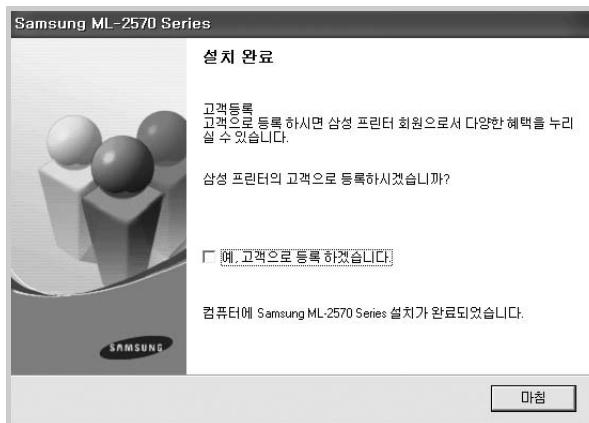 Samsung ML-2570 Series
설치 완료
고객등록
고객으로 등록 하시면 삼성 프린터 회원으로서 다양한 혜택을 누리
실 수 있습니다.
삼성 프린터의 고객으로 등록하시겠습니까?
예, 고객으로 등록 하겠습니다.
컴퓨터에 Samsung ML-2570 Series 설치가 완료되었습니다.
SAMSUNG
마침